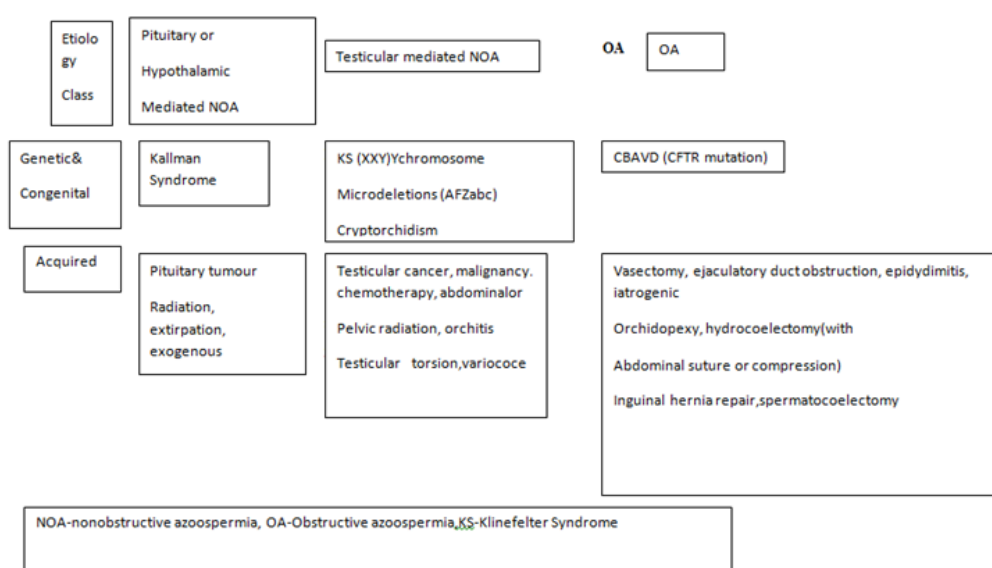 Etiolo
gy
Class
Pituitary or
Hypothalamic
Mediated NOA
Testicular mediated NOA
OA
OA
Genetic&
Congenital
Kallman
Syndrome
KS (XXY)Ychromosome
Microdeletions (AFZabc)
Cryptorchidism
CBAVD (CFTR mutation)
Acquired
Pituitary tumour
Radiation,
extirpation,
exogenous
Testicular cancer, malignancy.
chemotherapy, abdominalor
Pelvic radiation, orchitis
Testicular torsion,variococe
Vasectomy, ejaculatory duct obstruction, epidydimitis,
iatrogenic
Orchidopexy, hydrocoelectomy(with
Abdominal suture or compression)
Inguinal hernia repair,spermatocoelectomy
NOA-nonobstructive azoospermia, OA-Obstructive azoospermia,KS-Klinefelter Syndrome